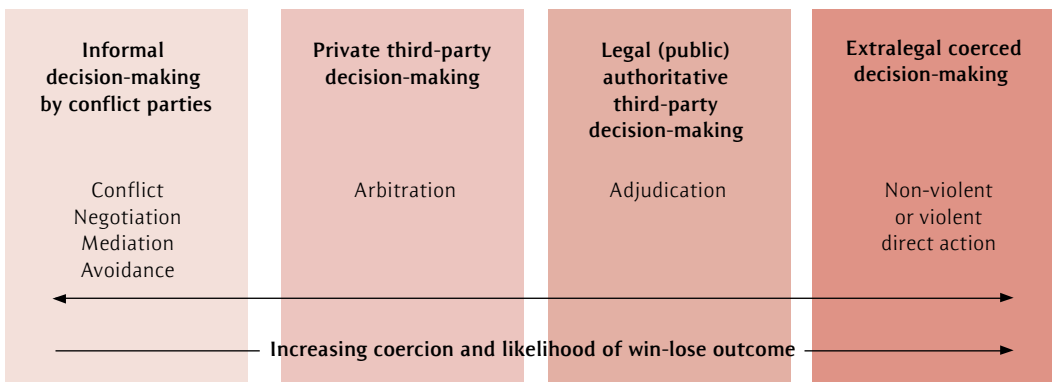 Informal
decision-making
by conflict parties
Conflict
Negotiation
Mediation
Avoidance
Private third-party
decision-making
Arbitration
Legal (public)
authoritative
third-party
decision-making
Adjudication
Extralegal coerced
decision-making
Non-violent
or violent
direct action
Increasing coercion and likelihood of win-lose outcome